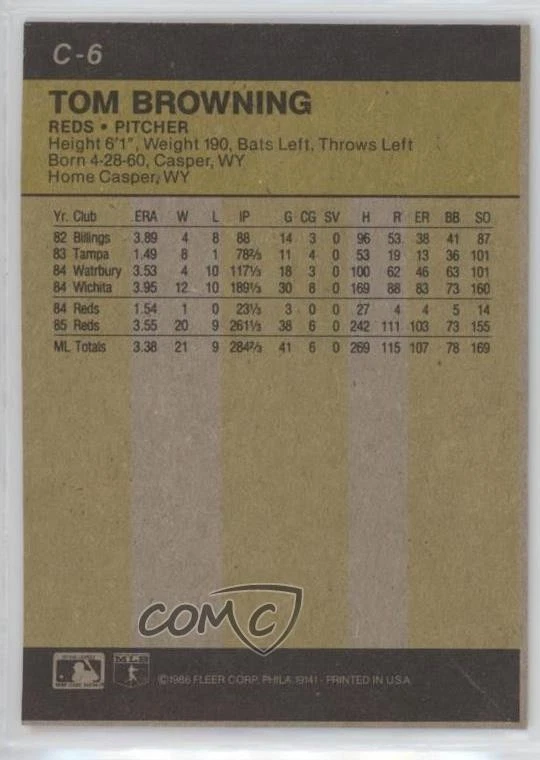 C-6
TOM BROWNING
REDS • PITCHER
Height 6'1", Weight 190, Bats Left, Throws Left
Born 4-28-60, Casper, WY
Home Casper, WY
Yr. Club ERA W L IP G CG SV H R ER BB SO
82 Billings 3.89 4 8 88 14 3 0 96 53 38 41 87
83 Tampa 1.49 8 1 78⅔ 11 4 0 53 19 13 36 101
84 Watrbury 3.53 4 10 117⅓ 18 3 0 100 62 46 63 101
84 Wichita 3.95 12 10 189⅓ 30 8 0 169 88 83 73 160
84 Reds 1.54 1 0 23⅓ 3 0 0 27 4 4 5 14
85 Reds 3.55 20 9 261⅓ 38 6 0 242 111 103 73 155
ML Totals 3.38 21 9 284⅔ 41 6 0 269 115 107 78 169
COMC
MLB
©1986 FLEER CORP. PHILA. 19141 - PRINTED IN U.S.A.